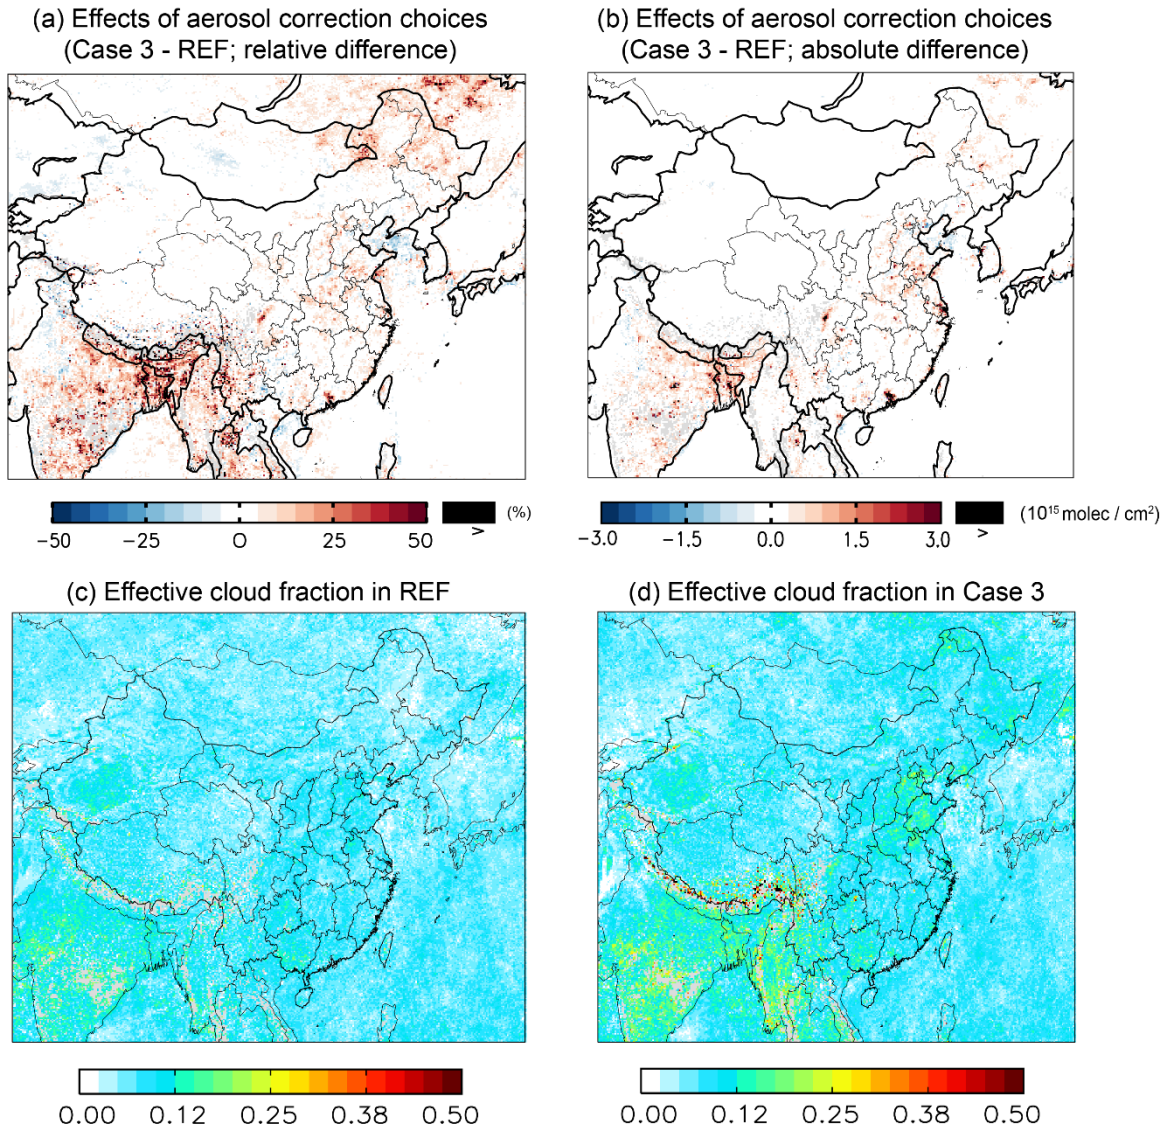 (a) Effects of aerosol correction choices
(Case 3 - REF; relative difference)
(b) Effects of aerosol correction choices
(Case 3 - REF; absolute difference)
-50 -25 0 25 50 > (%)
-3.0 -1.5 0.0 1.5 3.0 > (10¹⁵ molec / cm²)
(c) Effective cloud fraction in REF
(d) Effective cloud fraction in Case 3
0.00 0.12 0.25 0.38 0.50
0.00 0.12 0.25 0.38 0.50